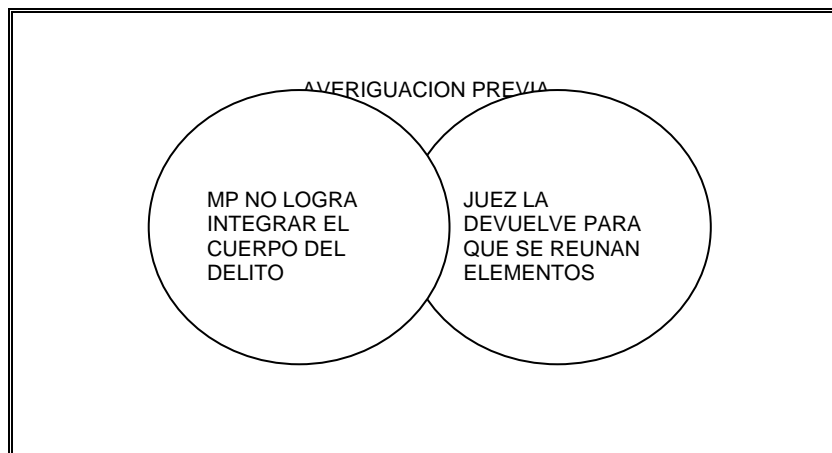 AVERIGUACION PREVIA
MP NO LOGRA
INTEGRAR EL
CUERPO DEL
DELITO
JUEZ LA
DEVUELVE PARA
QUE SE REUNAN
ELEMENTOS